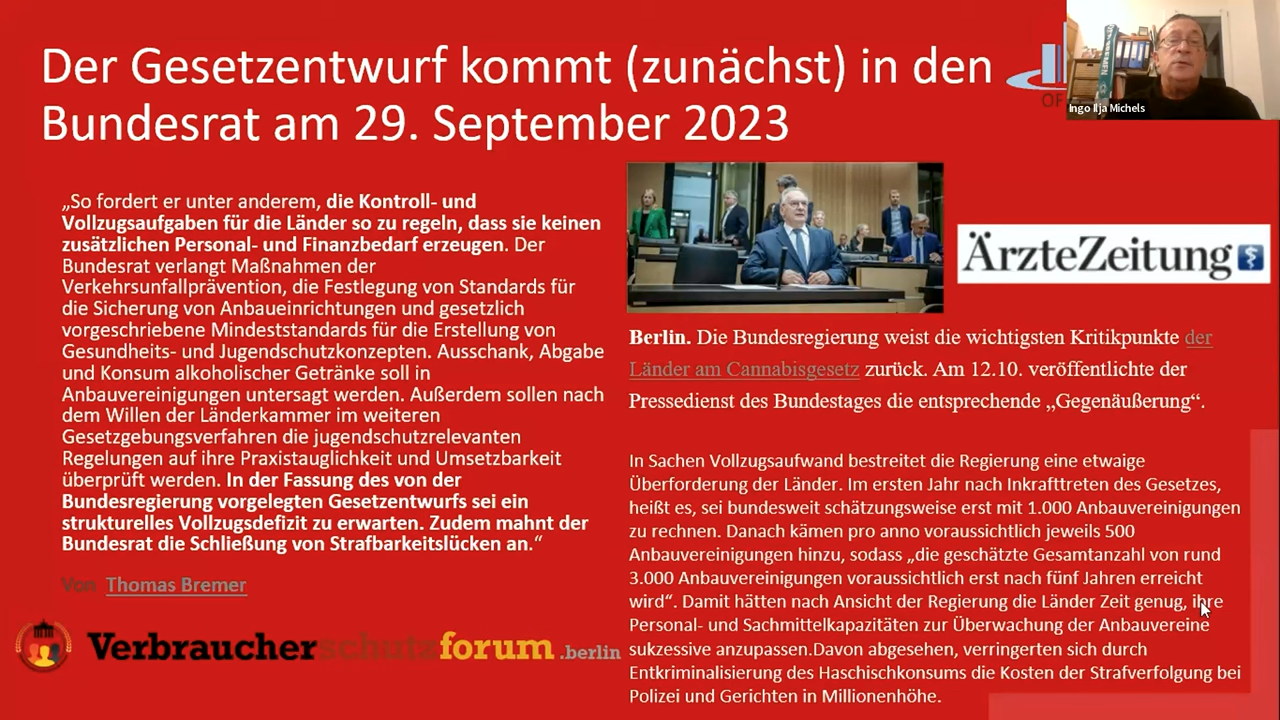 Der Gesetzentwurf kommt (zunächst) in den
Bundesrat am 29. September 2023
OF
Ingo Ilja Michels
„So fordert er unter anderem, die Kontroll- und
Vollzugsaufgaben für die Länder so zu regeln, dass sie keinen
zusätzlichen Personal- und Finanzbedarf erzeugen. Der
Bundesrat verlangt Maßnahmen der
Verkehrsunfallprävention, die Festlegung von Standards für
die Sicherung von Anbaueinrichtungen und gesetzlich
vorgeschriebene Mindeststandards für die Erstellung von
Gesundheits- und Jugendschutzkonzepten. Ausschank, Abgabe
und Konsum alkoholischer Getränke soll in
Anbauvereinigungen untersagt werden. Außerdem sollen nach
dem Willen der Länderkammer im weiteren
Gesetzgebungsverfahren die jugendschutzrelevanten
Regelungen auf ihre Praxistauglichkeit und Umsetzbarkeit
überprüft werden. In der Fassung des von der
Bundesregierung vorgelegten Gesetzentwurfs sei ein
strukturelles Vollzugsdefizit zu erwarten. Zudem mahnt der
Bundesrat die Schließung von Strafbarkeitslücken an.“
Von Thomas Bremer
Verbraucherschutzforum.berlin
ÄrzteZeitung
Berlin. Die Bundesregierung weist die wichtigsten Kritikpunkte der
Länder am Cannabisgesetz zurück. Am 12.10. veröffentlichte der
Pressedienst des Bundestages die entsprechende „Gegenäußerung“.
In Sachen Vollzugsaufwand bestreitet die Regierung eine etwaige
Überforderung der Länder. Im ersten Jahr nach Inkrafttreten des Gesetzes,
heißt es, sei bundesweit schätzungsweise erst mit 1.000 Anbauvereinigungen
zu rechnen. Danach kämen pro anno voraussichtlich jeweils 500
Anbauvereinigungen hinzu, sodass „die geschätzte Gesamtanzahl von rund
3.000 Anbauvereinigungen voraussichtlich erst nach fünf Jahren erreicht
wird“. Damit hätten nach Ansicht der Regierung die Länder Zeit genug, ihre
Personal- und Sachmittelkapazitäten zur Überwachung der Anbauvereine
sukzessive anzupassen.Davon abgesehen, verringerten sich durch
Entkriminalisierung des Haschischkonsums die Kosten der Strafverfolgung bei
Polizei und Gerichten in Millionenhöhe.